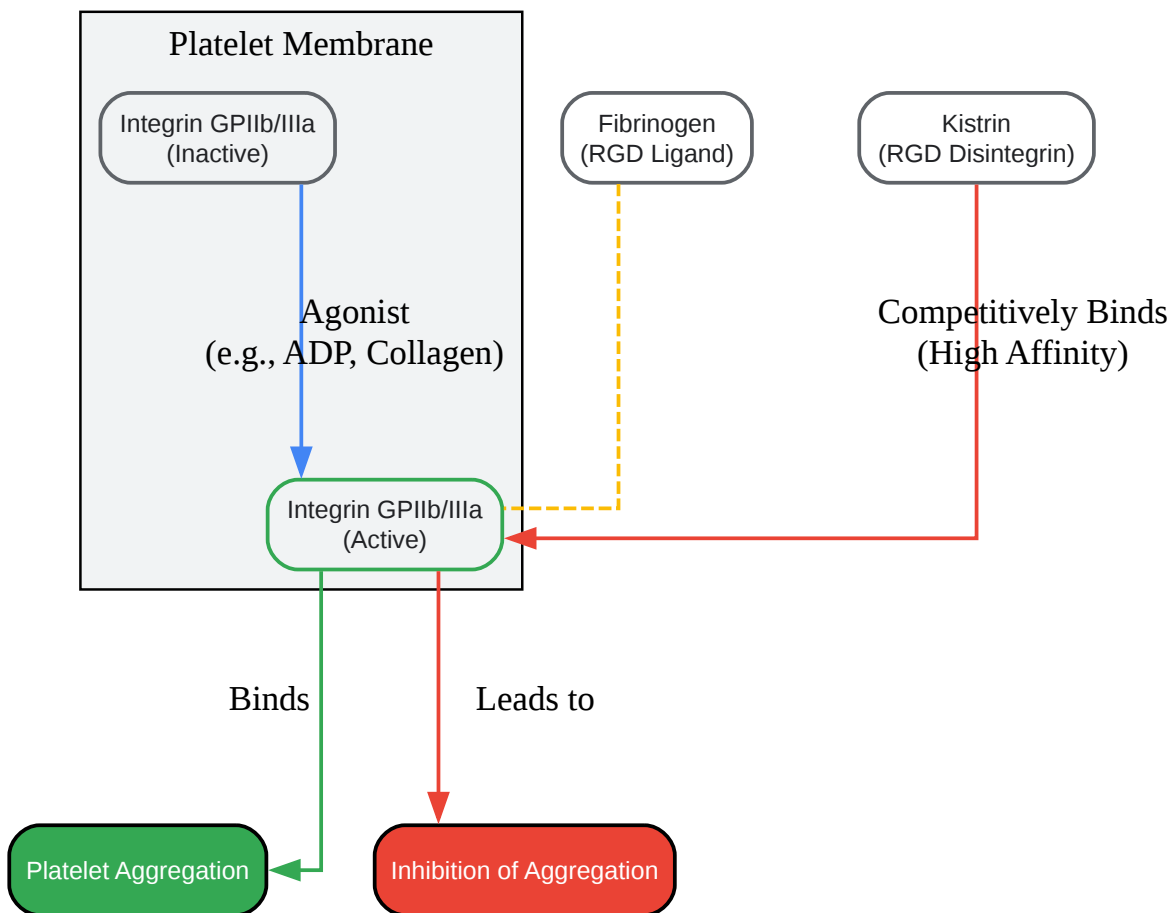 Platelet Membrane
Integrin GPIIb/IIIa
(Inactive)
Fibrinogen
(RGD Ligand)
Kistrin
(RGD Disintegrin)
Agonist
(e.g., ADP, Collagen)
Competitively Binds
(High Affinity)
Integrin GPIIb/IIIa
(Active)
Binds
Leads to
Platelet Aggregation
Inhibition of Aggregation